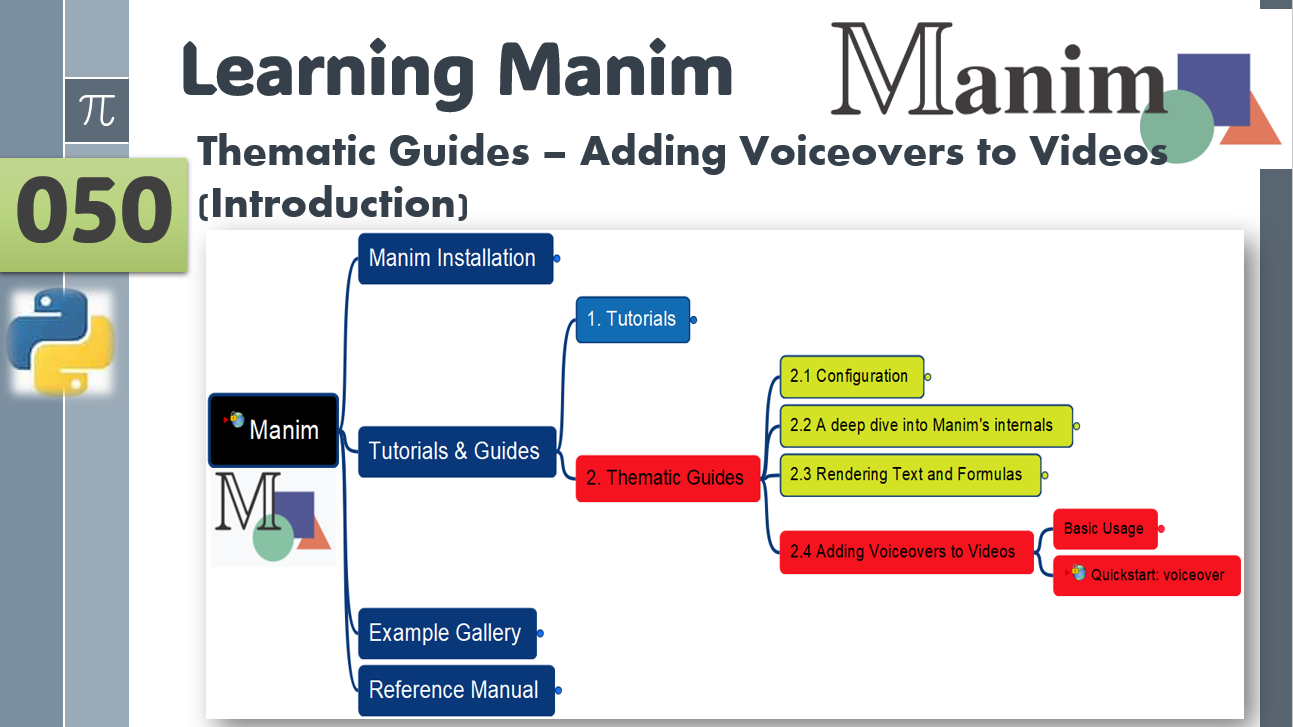 Learning Manim
Manim
π
Thematic Guides – Adding Voiceovers to Videos
(Introduction)
050
Manim Installation
1. Tutorials
2.1 Configuration
2.2 A deep dive into Manim's internals
Manim
Tutorials & Guides
2. Thematic Guides
2.3 Rendering Text and Formulas
M
2.4 Adding Voiceovers to Videos
Basic Usage
Quickstart: voiceover
Example Gallery
Reference Manual